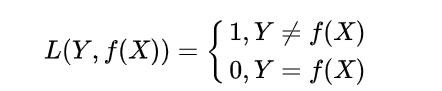 L(Y, f(X)) = { 1, Y ≠ f(X)
0, Y = f(X)